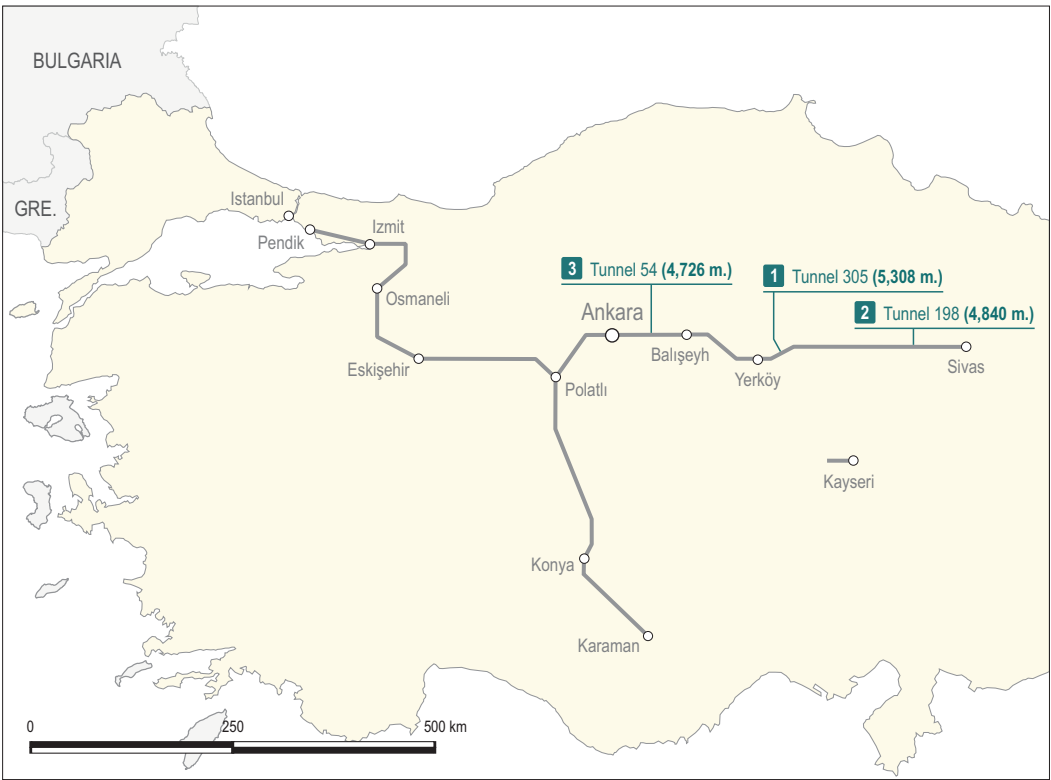 BULGARIA
GRE.
Istanbul
Pendik
Izmit
Osmaneli
Eskişehir
3 Tunnel 54 (4,726 m.)
1 Tunnel 305 (5,308 m.)
2 Tunnel 198 (4,840 m.)
Ankara
Balışeyh
Yerköy
Sivas
Polatlı
Kayseri
Konya
Karaman
0 250 500 km